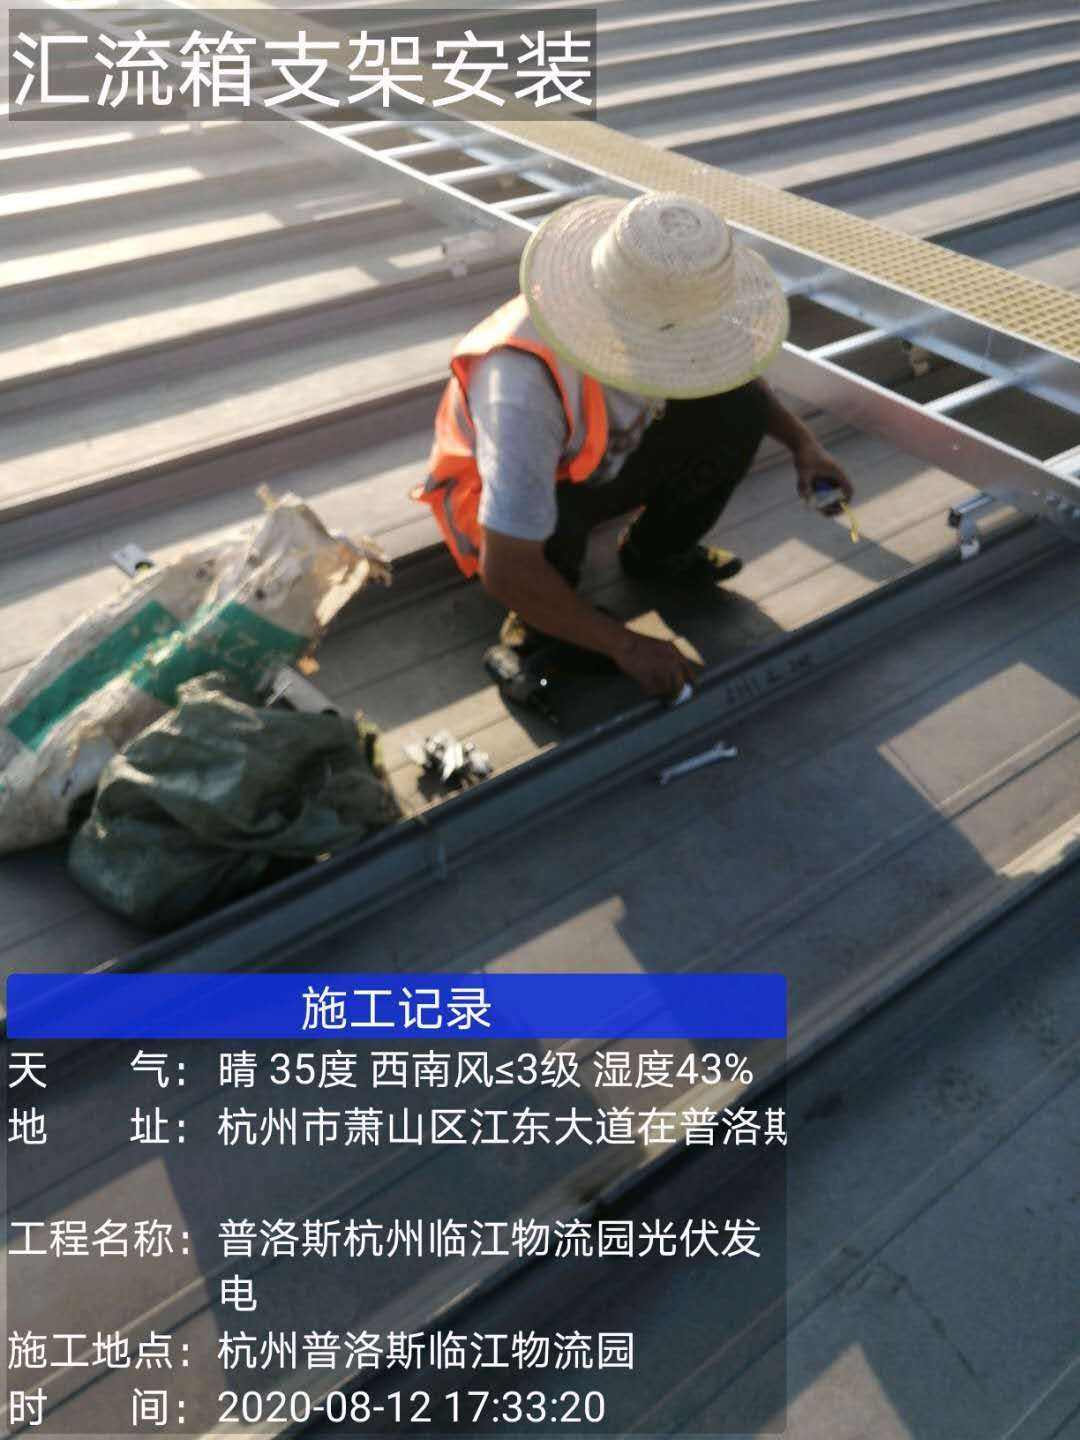 汇流箱支架安装
施工记录
天 气：晴 35度 西南风≤3级 湿度43%
地 址：杭州市萧山区江东大道在普洛斯
工程名称：普洛斯杭州临江物流园光伏发
电
施工地点：杭州普洛斯临江物流园
时 间：2020-08-12 17:33:20